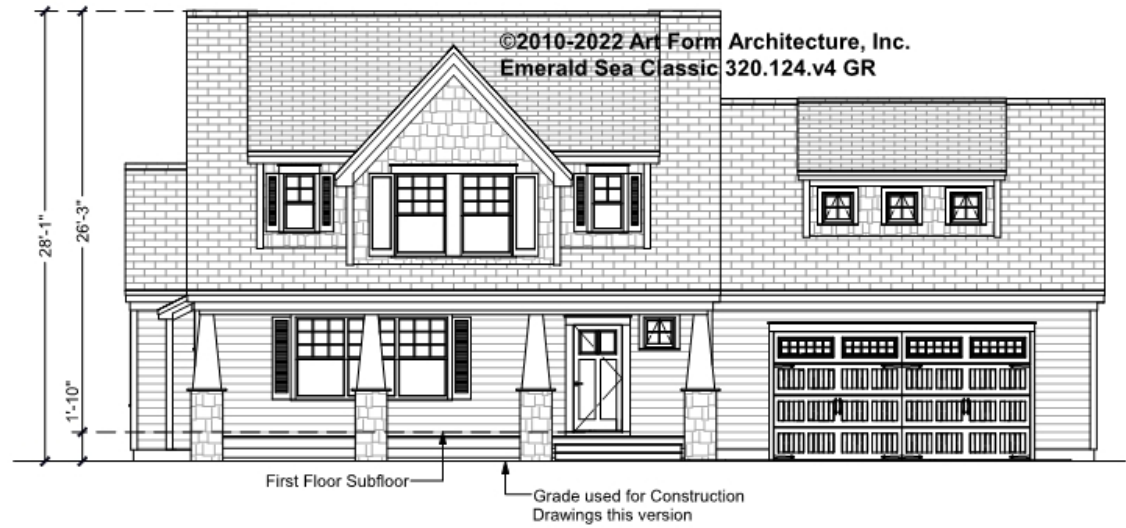 ©2010-2022 Art Form Architecture, Inc.
Emerald Sea Classic 320.124.v4 GR
28'-1"
26'-3"
1'-10"
First Floor Subfloor
Grade used for Construction
Drawings this version